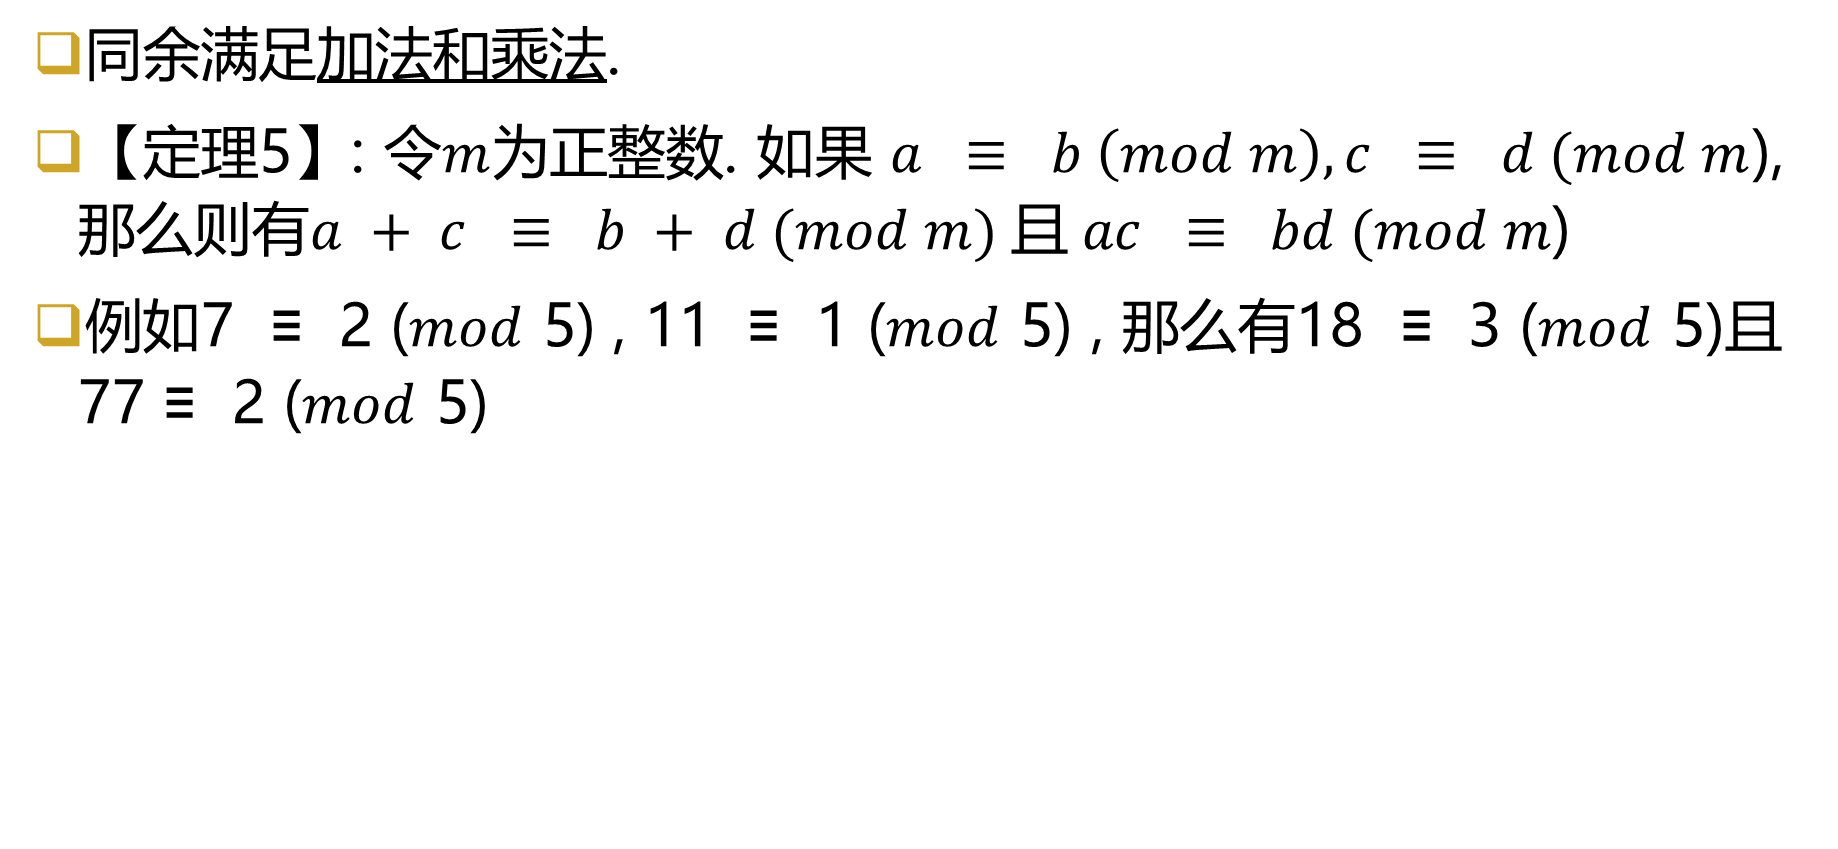 ❑同余满足加法和乘法.
❑【定理5】: 令m为正整数. 如果 a ≡ b (mod m), c ≡ d (mod m),
那么则有a + c ≡ b + d (mod m) 且 ac ≡ bd (mod m)
❑例如7 ≡ 2 (mod 5) , 11 ≡ 1 (mod 5) , 那么有18 ≡ 3 (mod 5)且
77 ≡ 2 (mod 5)